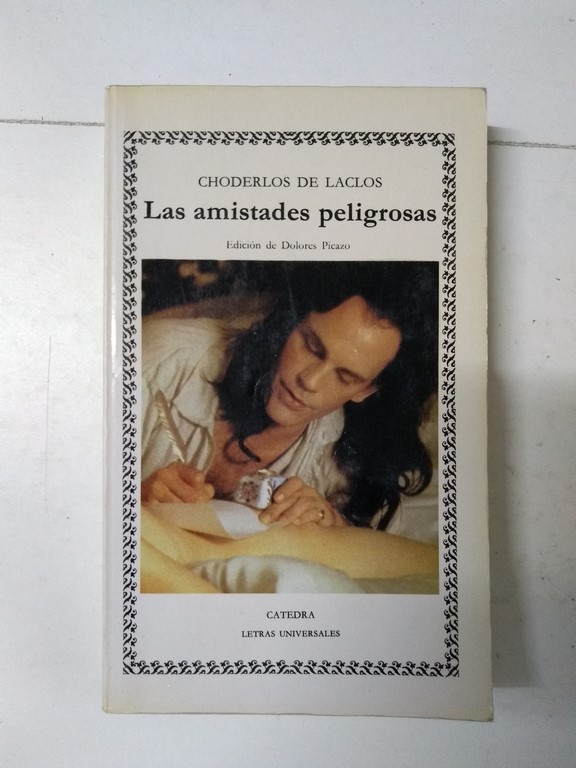 CHODERLOS DE LACLOS
Las amistades peligrosas
Edición de Dolores Picazo
CATEDRA
LETRAS UNIVERSALES